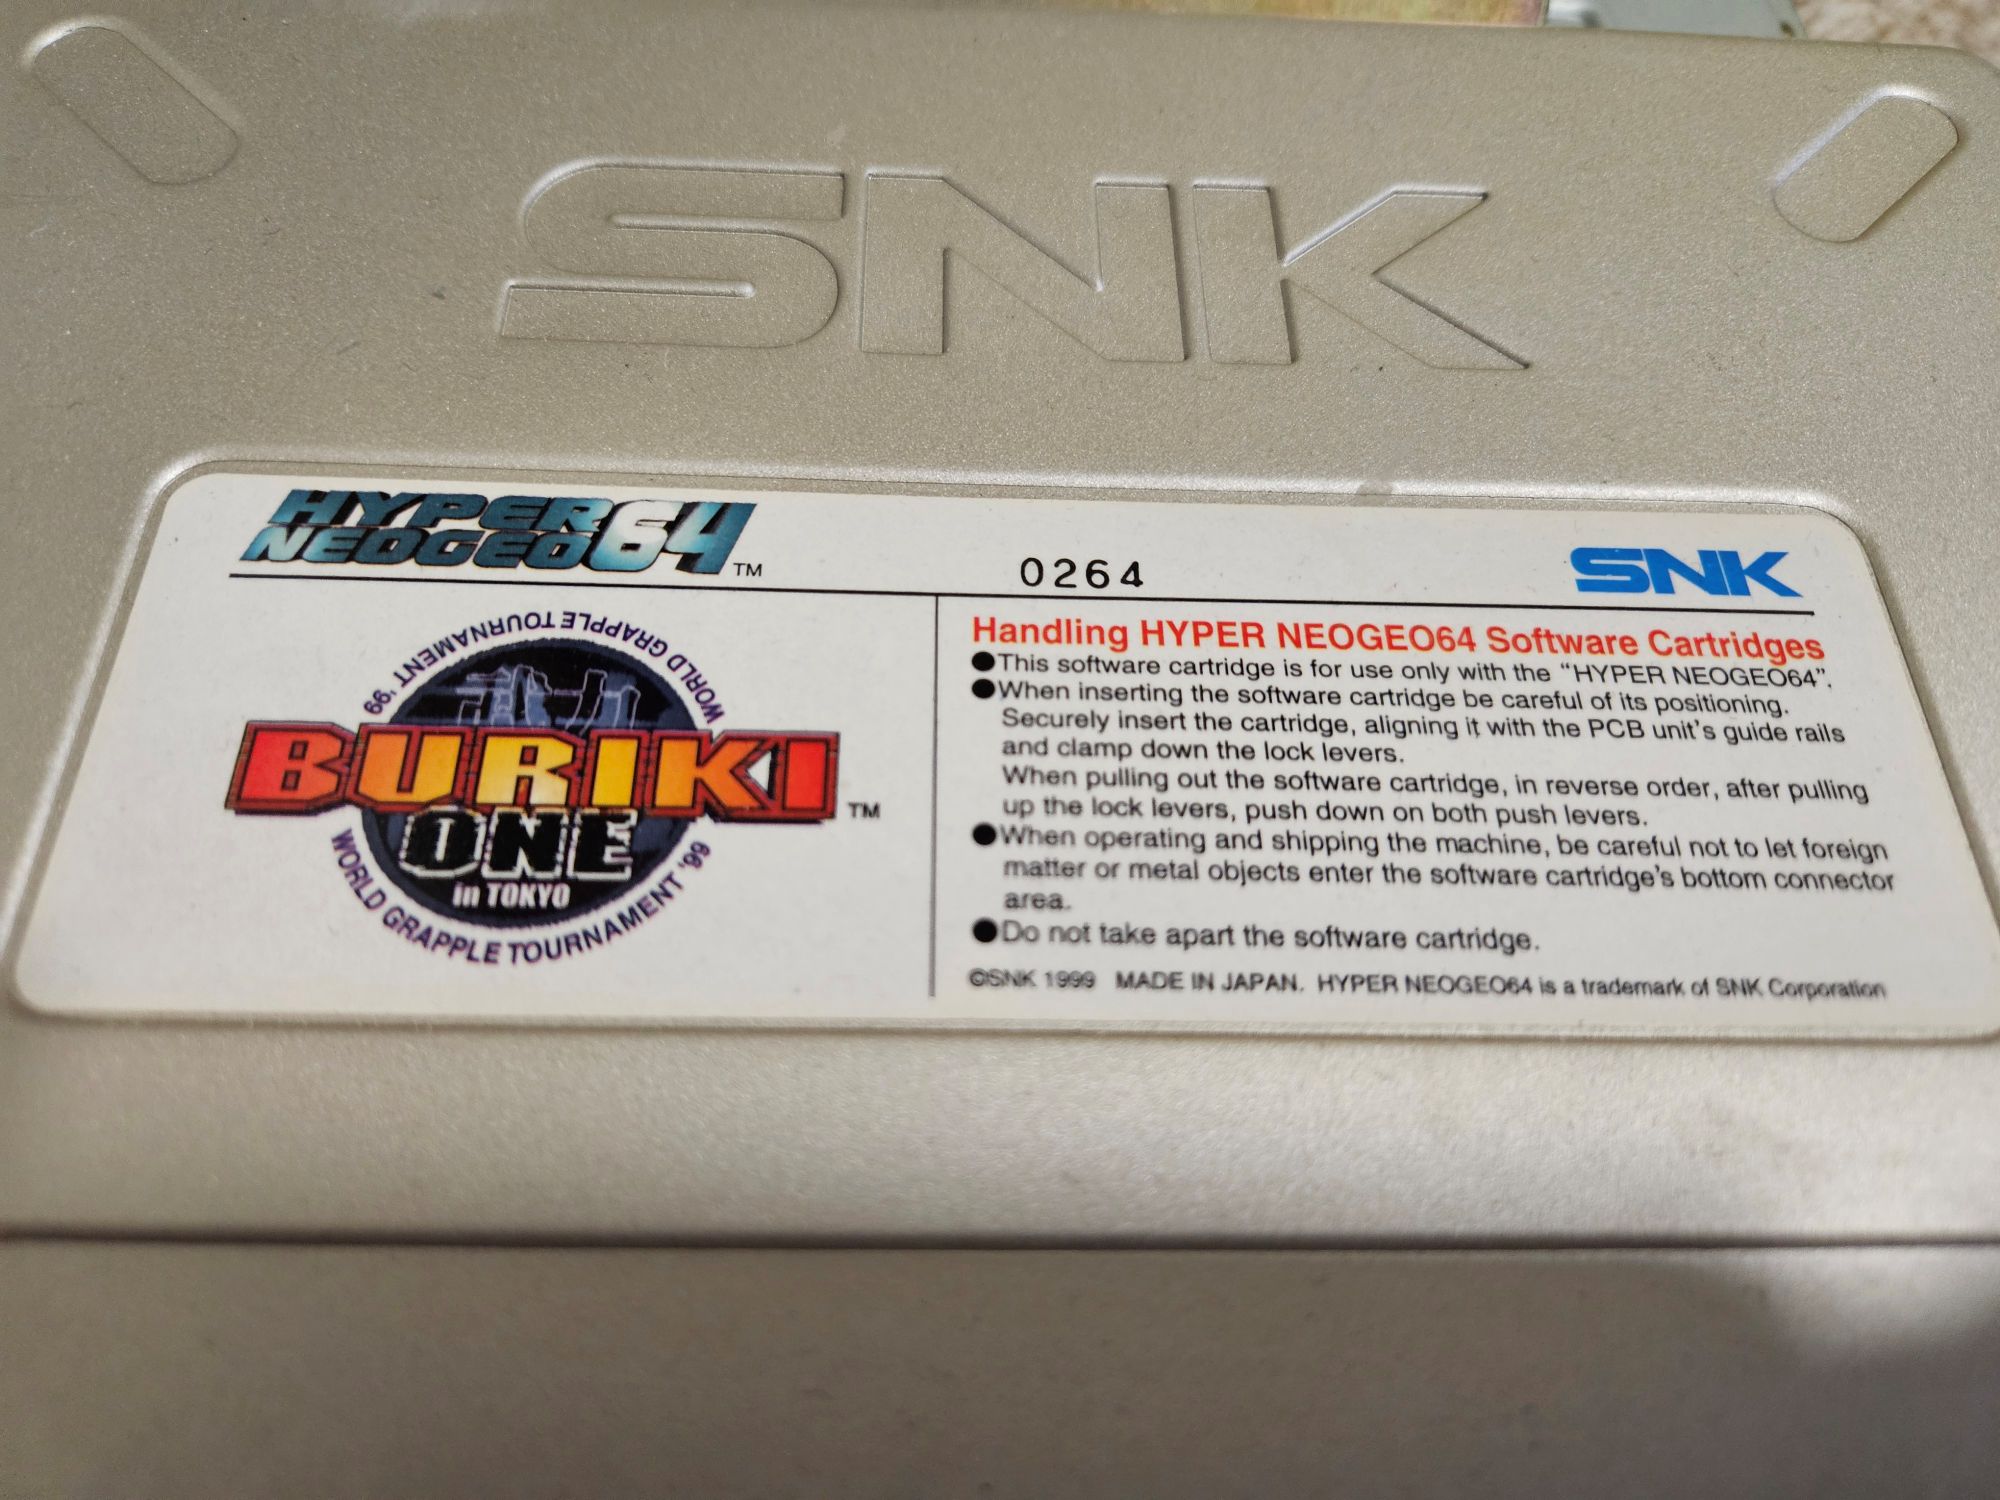 SNK
HYPER
NEOGEO 64 TM
0264
SNK
WORLD GRAPPLE TOURNAMENT '99
BURIKI TM
ONE
in TOKYO
WORLD GRAPPLE TOURNAMENT '99
Handling HYPER NEOGEO64 Software Cartridges
●This software cartridge is for use only with the "HYPER NEOGEO64".
●When inserting the software cartridge be careful of its positioning.
Securely insert the cartridge, aligning it with the PCB unit's guide rails
and clamp down the lock levers.
When pulling out the software cartridge, in reverse order, after pulling
up the lock levers, push down on both push levers.
●When operating and shipping the machine, be careful not to let foreign
matter or metal objects enter the software cartridge's bottom connector
area.
●Do not take apart the software cartridge.
©SNK 1999 MADE IN JAPAN. HYPER NEOGEO64 is a trademark of SNK Corporation